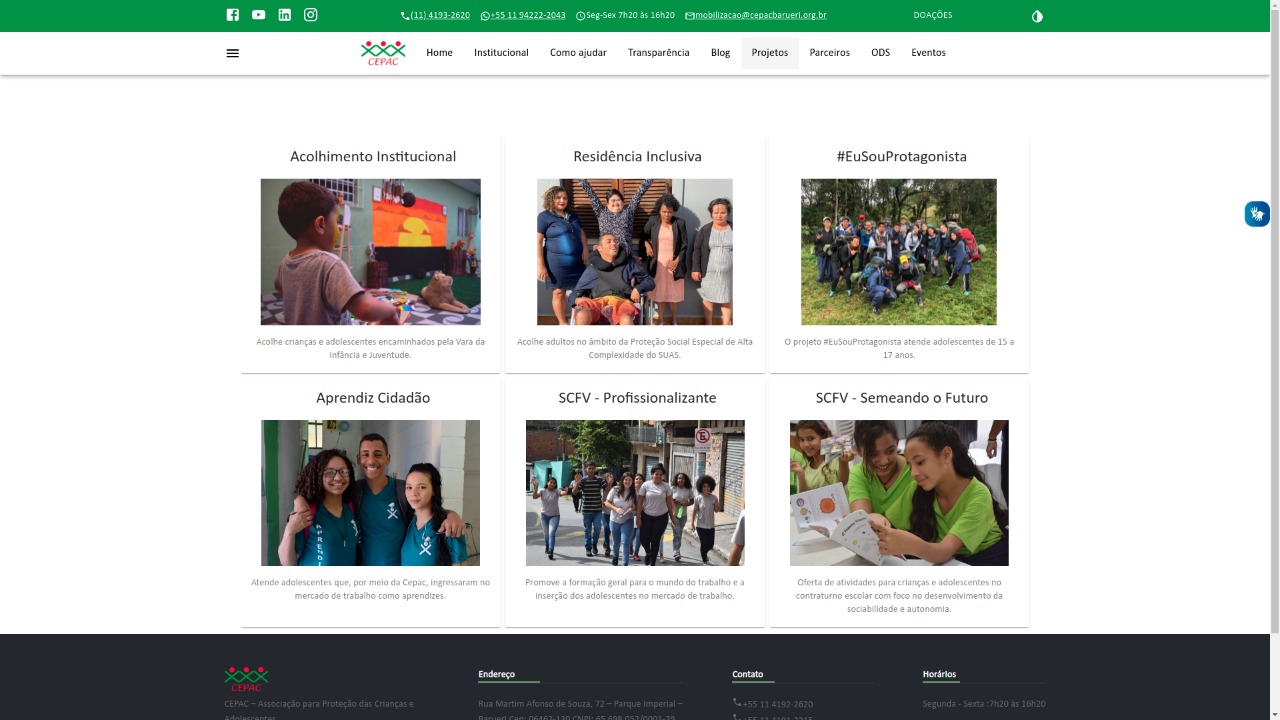 (11) 4193-2620
+55 11 94222-2043
Seg-Sex 7h20 às 16h20
mobilizacao@cepacbarueri.org.br
DOAÇÕES
CEPAC
Home
Institucional
Como ajudar
Transparência
Blog
Projetos
Parceiros
ODS
Eventos
Acolhimento Institucional
Acolhe crianças e adolescentes encaminhados pela Vara da
Infância e Juventude.
Residência Inclusiva
Acolhe adultos no âmbito da Proteção Social Especial de Alta
Complexidade do SUAS.
#EuSouProtagonista
O projeto #EuSouProtagonista atende adolescentes de 15 a
17 anos.
Aprendiz Cidadão
Atende adolescentes que, por meio da Cepac, ingressaram no
mercado de trabalho como aprendizes.
SCFV - Profissionalizante
E
Promove a formação geral para o mundo do trabalho e a
inserção dos adolescentes no mercado de trabalho.
SCFV - Semeando o Futuro
Oferta de atividades para crianças e adolescentes no
contraturno escolar com foco no desenvolvimento da
sociabilidade e autonomia.
CEPAC
CEPAC – Associação para Proteção das Crianças e
Adolescentes
Endereço
Rua Martim Afonso de Souza, 72 – Parque Imperial –
Barueri Cep: 06462-130 CNPJ: 65.698.052/0001-29
Contato
+55 11 4192-2620
Horários
Segunda - Sexta :7h20 às 16h20